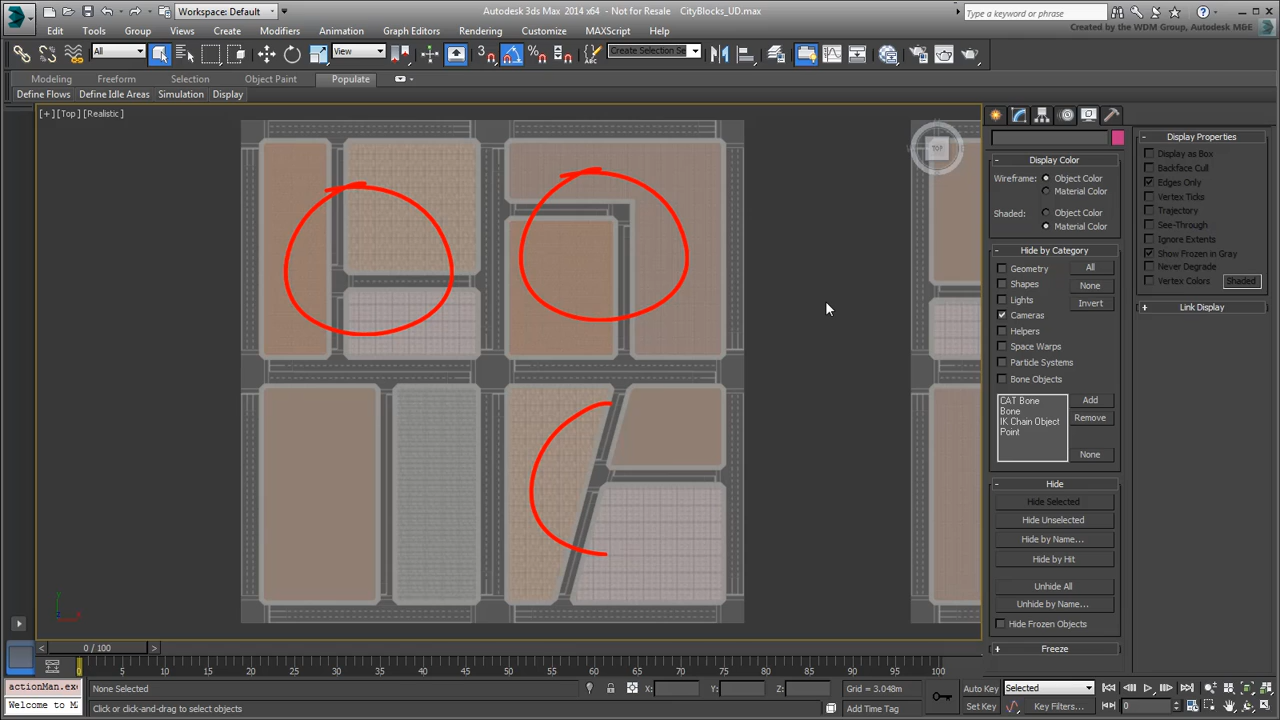 Workspace: Default
Autodesk 3ds Max 2014 x64 - Not for Resale CityBlocks_UD.max
Type a keyword or phrase
Created by the WDM Group, Autodesk M&E
Edit Tools Group Views Create Modifiers Animation Graph Editors Rendering Customize MAXScript Help
All
View
Create Selection Se
Modeling Freeform Selection Object Paint Populate
Define Flows Define Idle Areas Simulation Display
[+] [Top] [Realistic]
TOP
Display Color
Wireframe: Object Color
Material Color
Shaded: Object Color
Material Color
Hide by Category
Geometry All
Shapes None
Lights Invert
Cameras
Helpers
Space Warps
Particle Systems
Bone Objects
CAT Bone
Bone
IK Chain Object
Point
Add
Remove
None
Hide
Hide Selected
Hide Unselected
Hide by Name...
Hide by Hit
Unhide All
Unhide by Name...
Hide Frozen Objects
Freeze
Display Properties
Display as Box
Backface Cull
Edges Only
Vertex Ticks
Trajectory
See-Through
Ignore Extents
Show Frozen in Gray
Never Degrade
Vertex Colors Shaded
Link Display
0 / 100
0 5 10 15 20 25 30 35 40 45 50 55 60 65 70 75 80 85 90 95 100
actionMan.exe
None Selected X: Y: Z: Grid = 3.048m Auto Key Selected
Welcome to M
Click or click-and-drag to select objects Add Time Tag Set Key Key Filters... 0